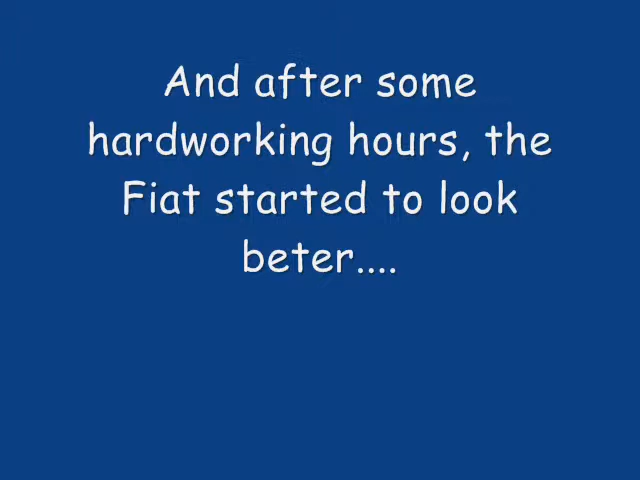 And after some
hardworking hours, the
Fiat started to look
beter....